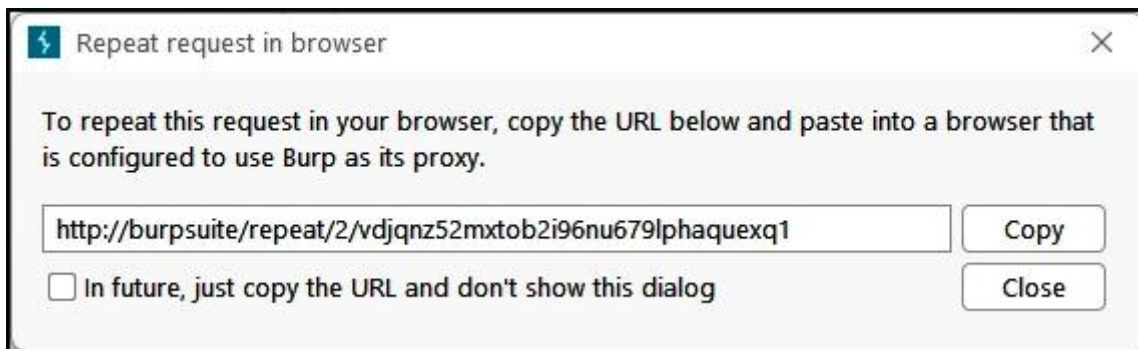 Repeat request in browser
To repeat this request in your browser, copy the URL below and paste into a browser that
is configured to use Burp as its proxy.
http://burpsuite/repeat/2/vdjqnz52mxtob2i96nu679lphaquexq1
Copy
In future, just copy the URL and don't show this dialog
Close